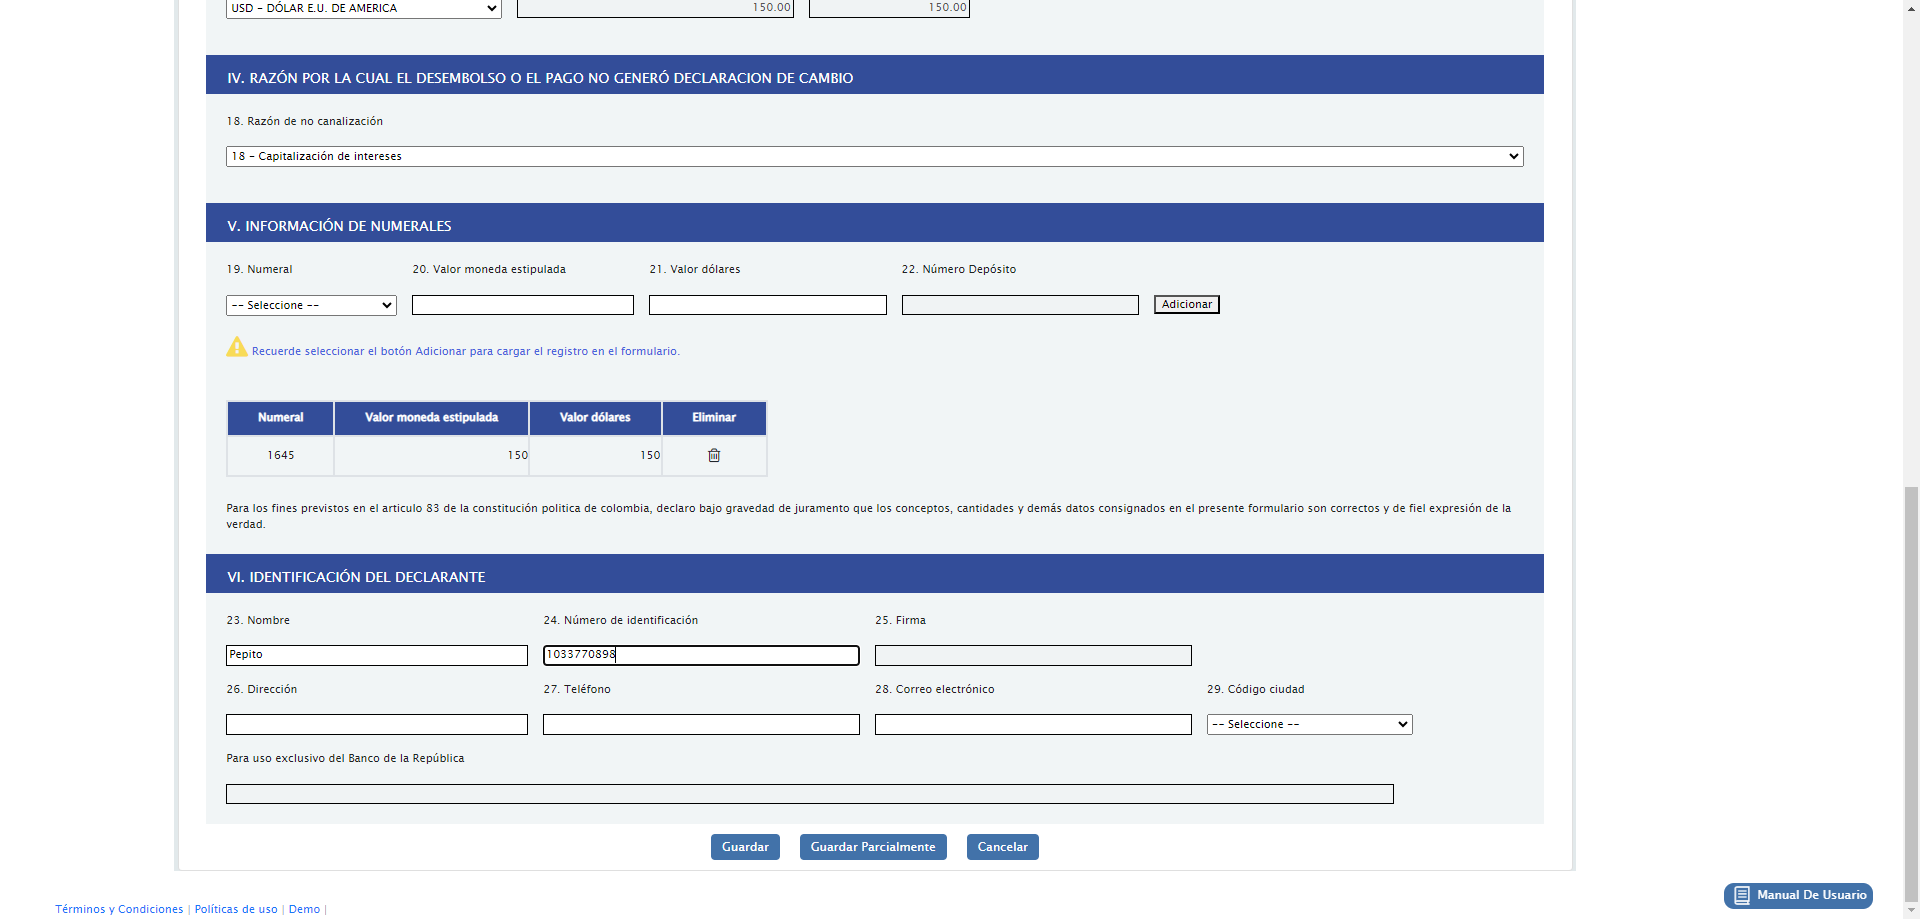 USD - DÓLAR E.U. DE AMERICA 150.00 150.00
IV. RAZÓN POR LA CUAL EL DESEMBOLSO O EL PAGO NO GENERÓ DECLARACION DE CAMBIO
18. Razón de no canalización
18 - Capitalización de intereses
V. INFORMACIÓN DE NUMERALES
19. Numeral 20. Valor moneda estipulada 21. Valor dólares 22. Número Depósito
-- Seleccione -- Adicionar
Recuerde seleccionar el botón Adicionar para cargar el registro en el formulario.
Numeral Valor moneda estipulada Valor dólares Eliminar
1645 150 150
Para los fines previstos en el articulo 83 de la constitución politica de colombia, declaro bajo gravedad de juramento que los conceptos, cantidades y demás datos consignados en el presente formulario son correctos y de fiel expresión de la
verdad.
VI. IDENTIFICACIÓN DEL DECLARANTE
23. Nombre 24. Número de identificación 25. Firma
Pepito 1033770898
26. Dirección 27. Teléfono 28. Correo electrónico 29. Código ciudad
-- Seleccione --
Para uso exclusivo del Banco de la República
Guardar Guardar Parcialmente Cancelar
Manual De Usuario
Términos y Condiciones | Políticas de uso | Demo |